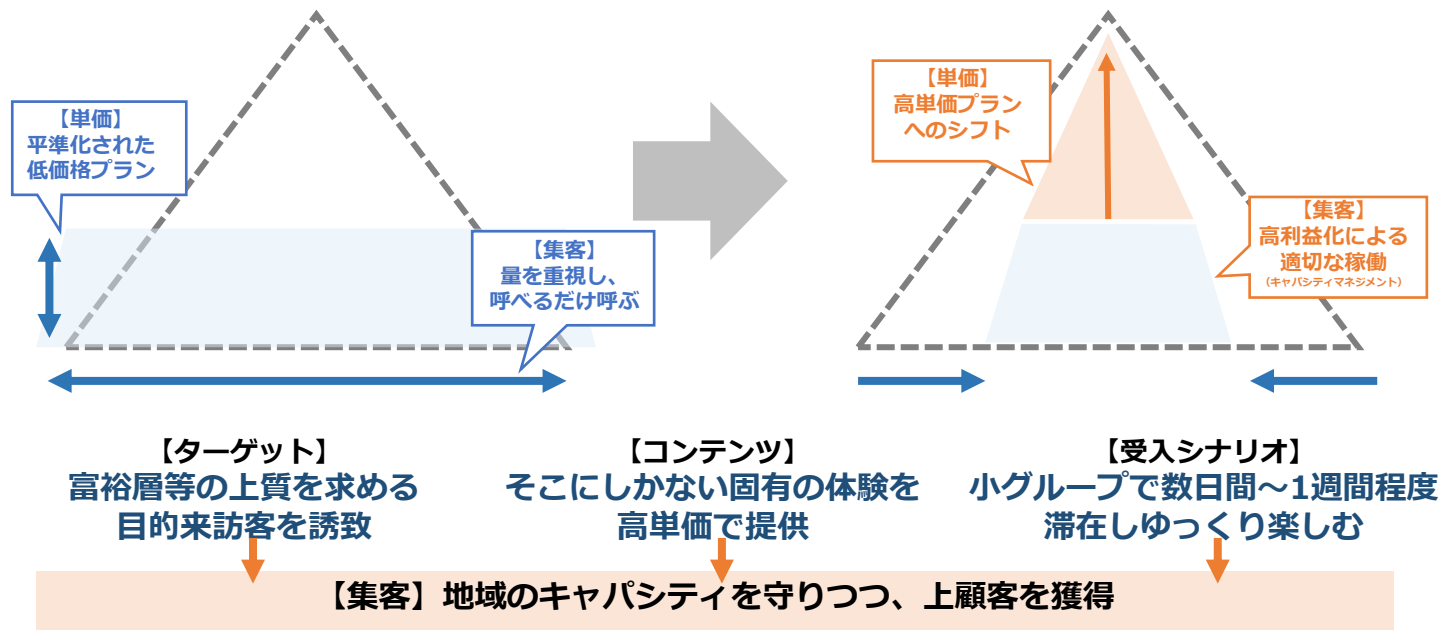 【単価】
平準化された
低価格プラン
【集客】
量を重視し、
呼べるだけ呼ぶ
【単価】
高単価プラン
へのシフト
【集客】
高利益化による
適切な稼働
(キャパシティマネジメント)
【ターゲット】
富裕層等の上質を求める
目的来訪客を誘致
【コンテンツ】
そこにしかない固有の体験を
高単価で提供
【受入シナリオ】
小グループで数日間～1週間程度
滞在しゆっくり楽しむ
【集客】地域のキャパシティを守りつつ、上顧客を獲得